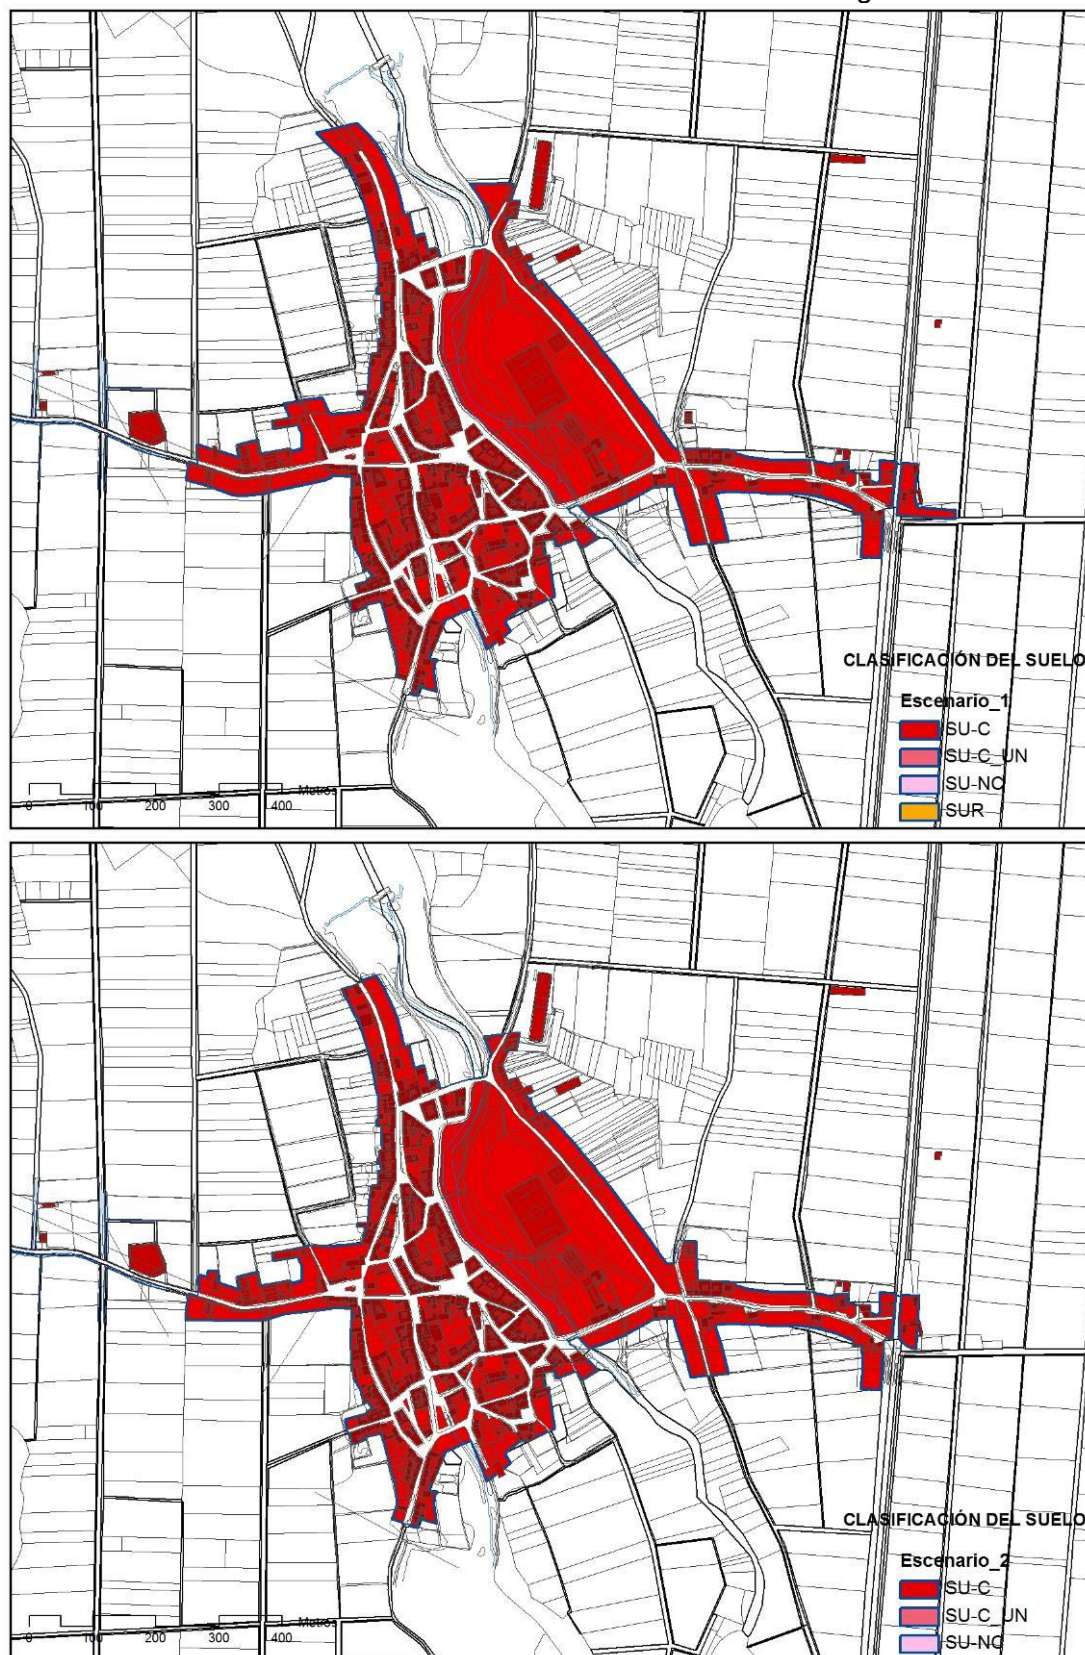 CLASIFICACIÓN DEL SUELO
Escenario_1
SU-C
SU-C_UN
SU-NC
SUR
0 100 200 300 400 Metros
CLASIFICACIÓN DEL SUELO
Escenario_2
SU-C
SU-C_UN
SU-NC
0 100 200 300 400 Metros